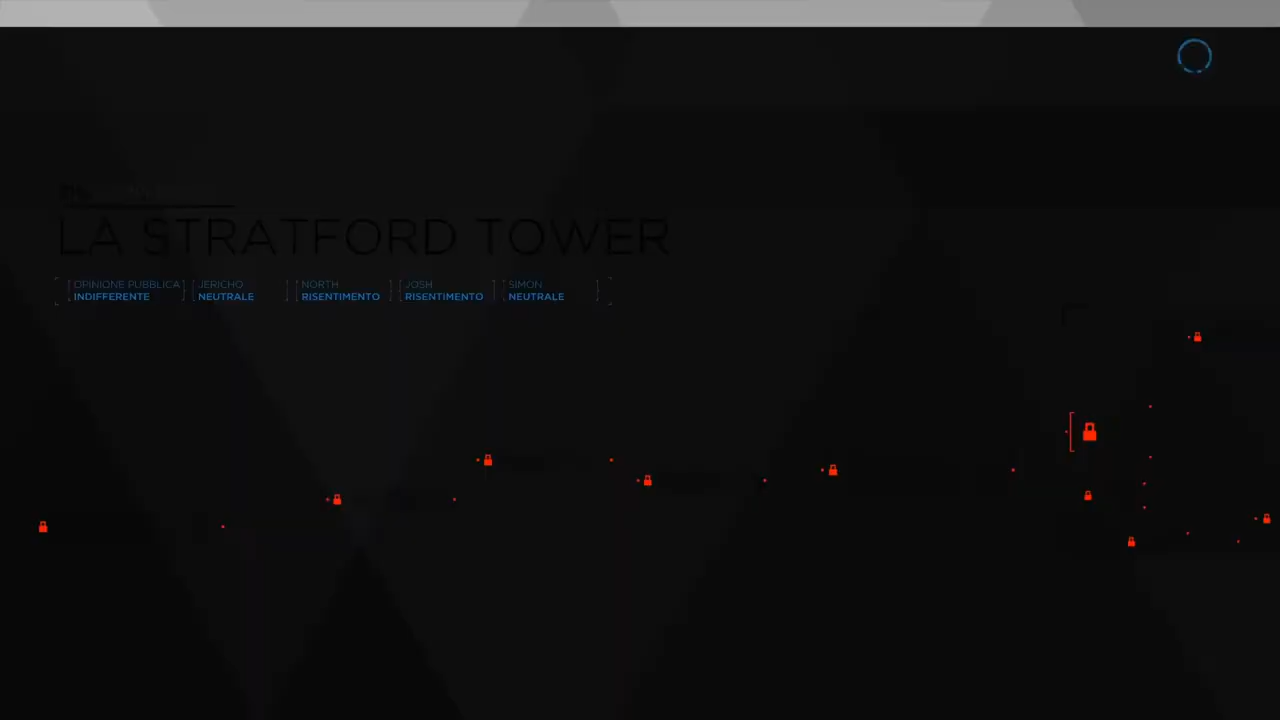 LA STRATFORD TOWER
OPINIONE PUBBLICA JERICHO NORTH JOSH SIMON
INDIFFERENTE NEUTRALE RISENTIMENTO RISENTIMENTO NEUTRALE